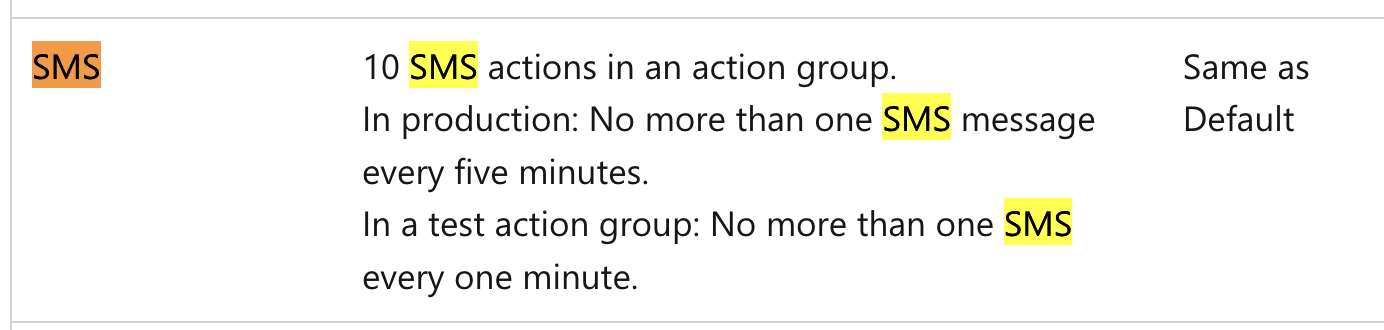 SMS
10 SMS actions in an action group.
In production: No more than one SMS message
every five minutes.
In a test action group: No more than one SMS
every one minute.
Same as
Default